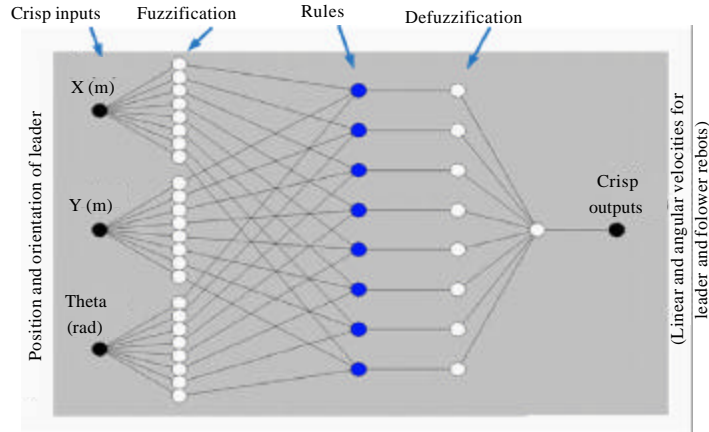 Crisp inputs
Fuzzification
Rules
Defuzzification
Position and orientation of leader
X (m)
Y (m)
Theta
(rad)
Crisp
outputs
(Linear and angular velocities for
leader and folower rebots)